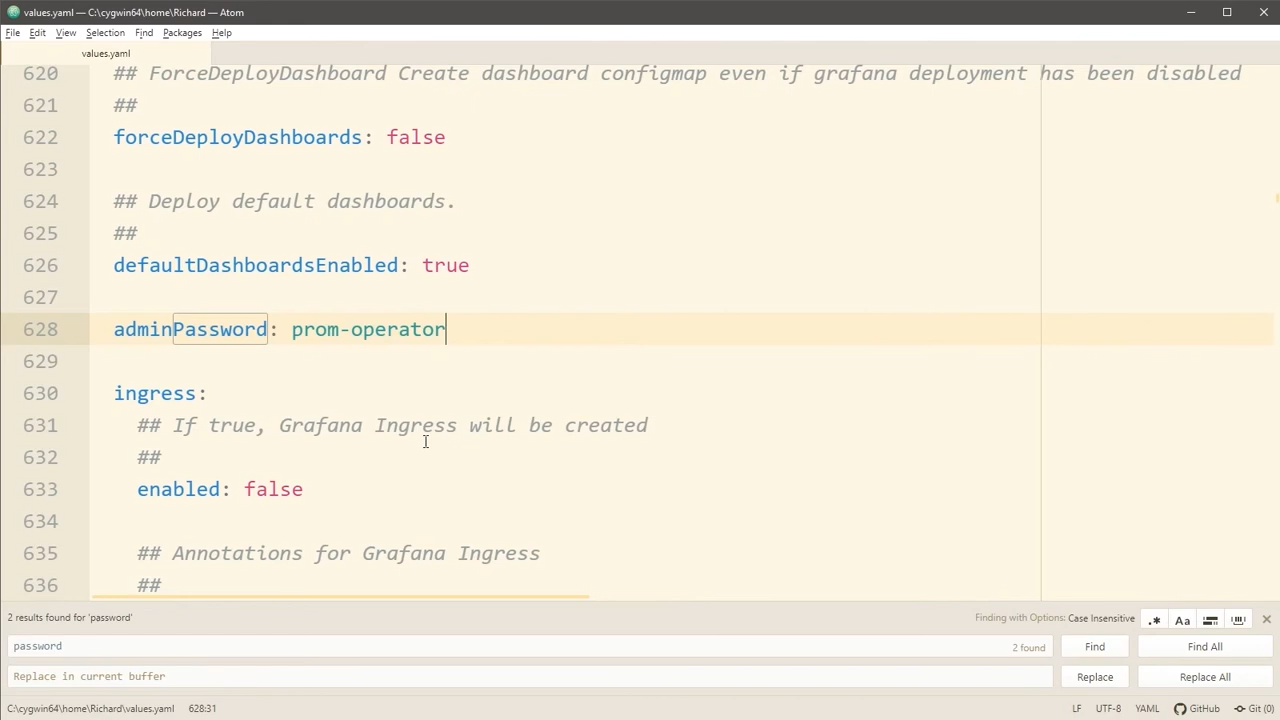 values.yaml — C:\cygwin64\home\Richard — Atom
File Edit View Selection Find Packages Help
values.yaml
620 ## ForceDeployDashboard Create dashboard configmap even if grafana deployment has been disabled
621 ##
622 forceDeployDashboards: false
623
624 ## Deploy default dashboards.
625 ##
626 defaultDashboardsEnabled: true
627
628 adminPassword: prom-operator
629
630 ingress:
631 ## If true, Grafana Ingress will be created
632 ##
633 enabled: false
634
635 ## Annotations for Grafana Ingress
636 ##
2 results found for 'password'
Finding with Options: Case Insensitive
.* Aa
password
2 found
Find
Find All
Replace in current buffer
Replace
Replace All
C:\cygwin64\home\Richard\values.yaml 628:31
LF UTF-8 YAML GitHub Git (0)